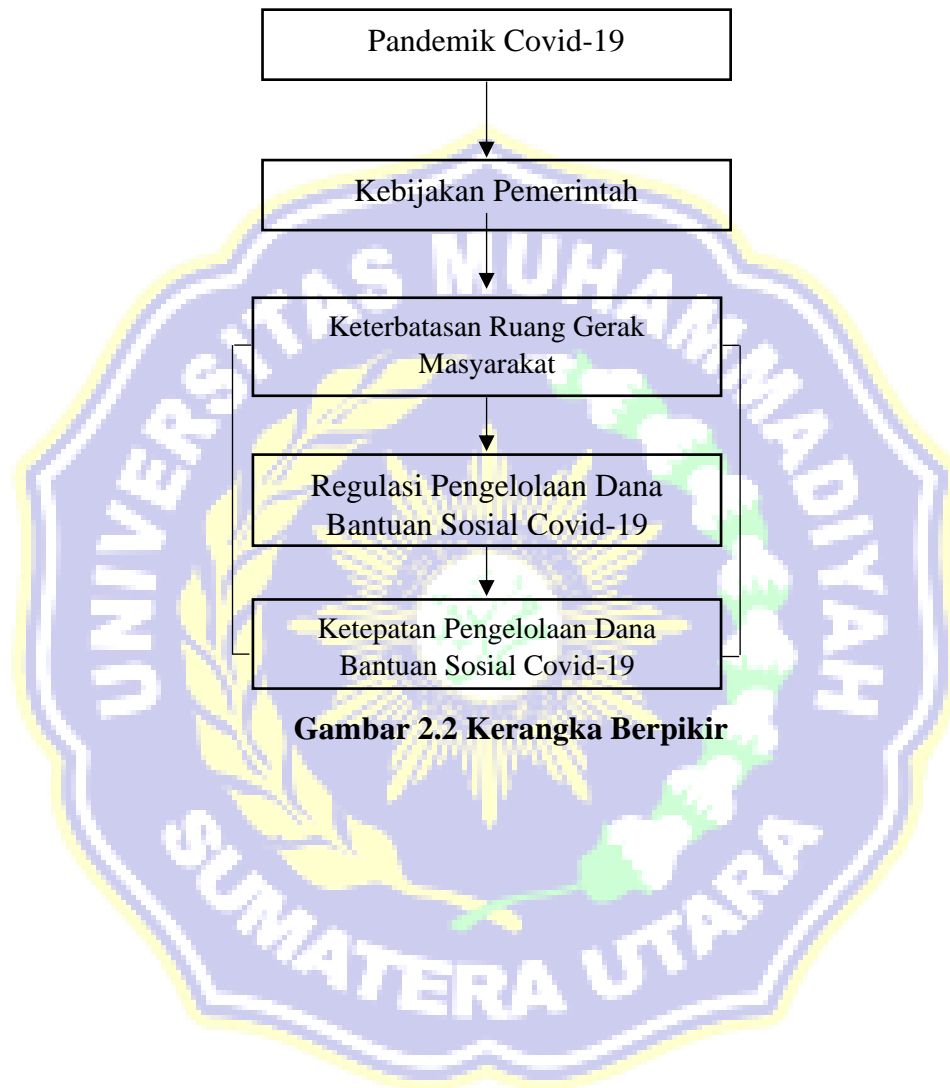 Pandemik Covid-19
Kebijakan Pemerintah
Keterbatasan Ruang Gerak
Masyarakat
Regulasi Pengelolaan Dana
Bantuan Sosial Covid-19
Ketepatan Pengelolaan Dana
Bantuan Sosial Covid-19
Gambar 2.2 Kerangka Berpikir
UNIVERSITAS MUHAMMADIYAH
SUMATERA UTARA